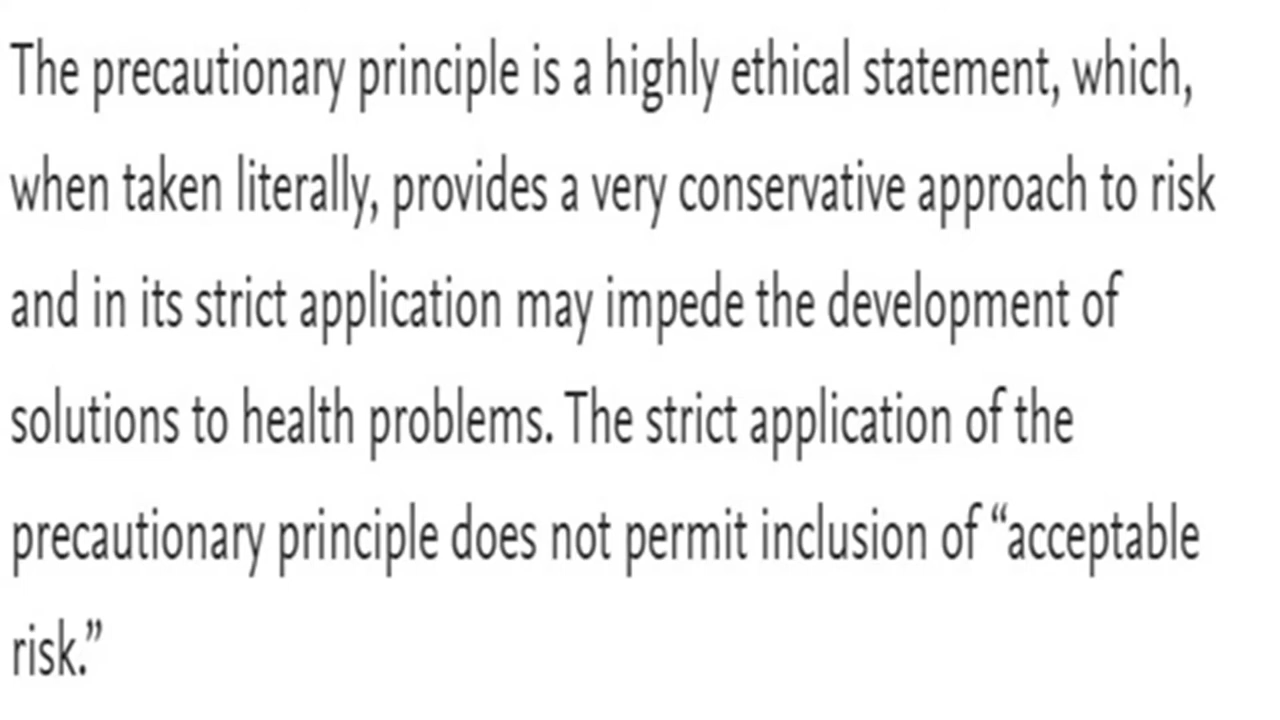 The precautionary principle is a highly ethical statement, which,
when taken literally, provides a very conservative approach to risk
and in its strict application may impede the development of
solutions to health problems. The strict application of the
precautionary principle does not permit inclusion of “acceptable
risk.”